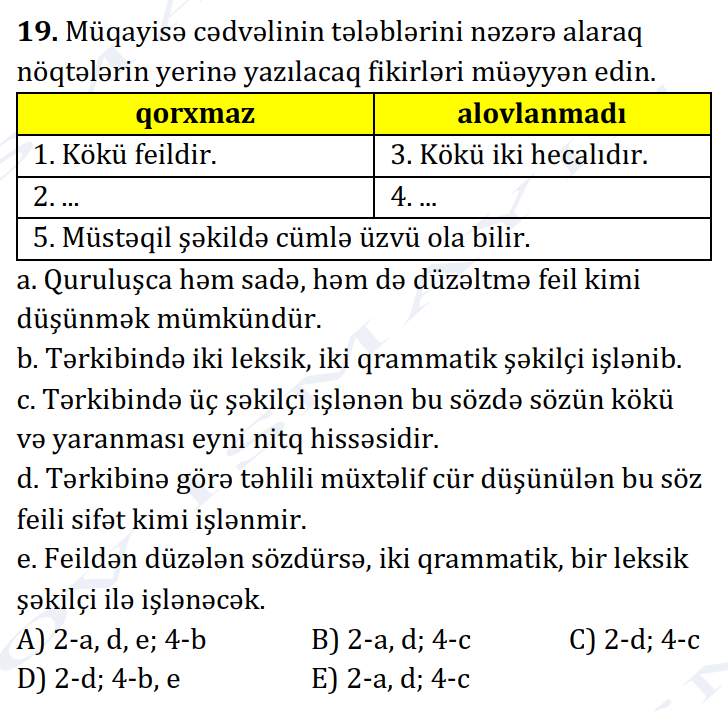 19. Müqayisə cədvəlinin tələblərini nəzərə alaraq
nöqtələrin yerinə yazılacaq fikirləri müəyyən edin.
qorxmaz alovlanmadı
1. Kökü feildir. 3. Kökü iki hecalıdır.
2. ... 4. ...
5. Müstəqil şəkildə cümlə üzvü ola bilir.
a. Quruluşca həm sadə, həm də düzəltmə feil kimi
düşünmək mümkündür.
b. Tərkibində iki leksik, iki qrammatik şəkilçi işlənib.
c. Tərkibində üç şəkilçi işlənən bu sözdə sözün kökü
və yaranması eyni nitq hissəsidir.
d. Tərkibinə görə təhlili müxtəlif cür düşünülən bu söz
feili sifət kimi işlənmir.
e. Feildən düzələn sözdürsə, iki qrammatik, bir leksik
şəkilçi ilə işlənəcək.
A) 2-a, d, e; 4-b B) 2-a, d; 4-c C) 2-d; 4-c
D) 2-d; 4-b, e E) 2-a, d; 4-c